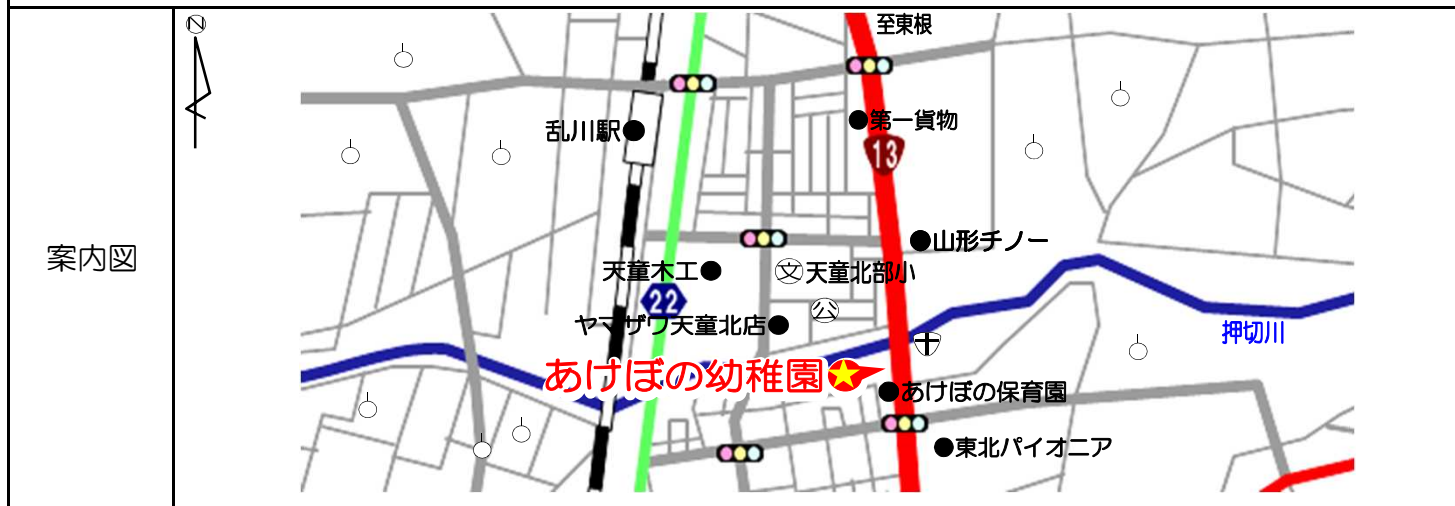 案内図
N
至東根
第一貨物
乱川駅
13
山形チノー
天童木工
文 天童北部小
22
公
ヤマザワ天童北店
押切川
あけぼの幼稚園
あけぼの保育園
東北パイオニア